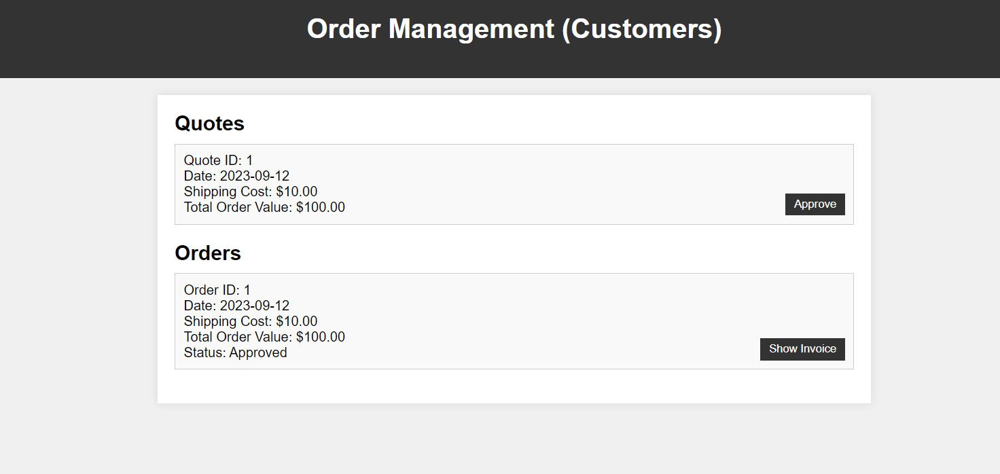 Order Management (Customers)
Quotes
Quote ID: 1
Date: 2023-09-12
Shipping Cost: $10.00
Total Order Value: $100.00
Approve
Orders
Order ID: 1
Date: 2023-09-12
Shipping Cost: $10.00
Total Order Value: $100.00
Status: Approved
Show Invoice